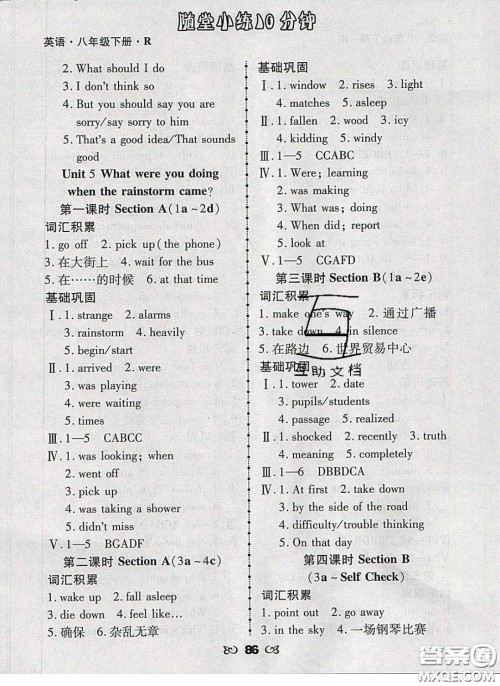 随堂小练10分钟
英语·八年级下册·R
2. What should I do
3. I don't think so
4. But you should say you are
sorry/say sorry to him
5. That's a good idea/That sounds
good
Unit 5 What were you doing
when the rainstorm came?
第一课时 Section A(1a~2d)
词汇积累
1. go off 2. pick up(the phone)
3. 在大街上 4. wait for the bus
5. 在……的时候 6. at that time
基础巩固
Ⅰ. 1. strange 2. alarms
3. rainstorm 4. heavily
5. begin/start
Ⅱ. 1. arrived 2. were
3. was playing
4. were waiting
5. was sleeping
Ⅲ. 1—5 CABCC
Ⅳ. 1. was looking; when
2. went off
3. pick up
4. was; busy
5. didn't miss
Ⅴ. 1—5 BGADF
第二课时 Section A(3a~4c)
词汇积累
1. wake up 2. fall asleep
3. die down 4. feel like…
5. 确保 6. 杂乱无章
基础巩固
Ⅰ. 1. window 2. rises 3. light
4. matches 5. asleep
Ⅱ. 1. fallen 2. wood 3. icy
4. kidding 5. windy
Ⅲ. 1—5 CCABC
Ⅳ. 1. Were; learning
2. was making
3. What was; doing
4. When did; report
5. look at
Ⅴ. 1—5 CGAFD
第三课时 Section B(1a~2e)
词汇积累
1. make one's way 2. 通过广播
3. take down 4. in silence
5. 在路边 6. 世界贸易中心
基础巩固
Ⅰ. 1. tower 2. date
3. pupils/students
4. passage 5. realized
Ⅱ. 1. shocked 2. recently 3. truth
4. meaning 5. completely
Ⅲ. 1—6 DBBDCA
Ⅳ. 1. At first 2. take down
3. by the side of the road
4. difficulty/trouble thinking
5. On that day
第四课时 Section B
(3a~Self Check)
词汇积累
1. point out 2. go away
3. in the sky 4. 一场钢琴比赛
互助文档
86
答案圈
MXQE.COM